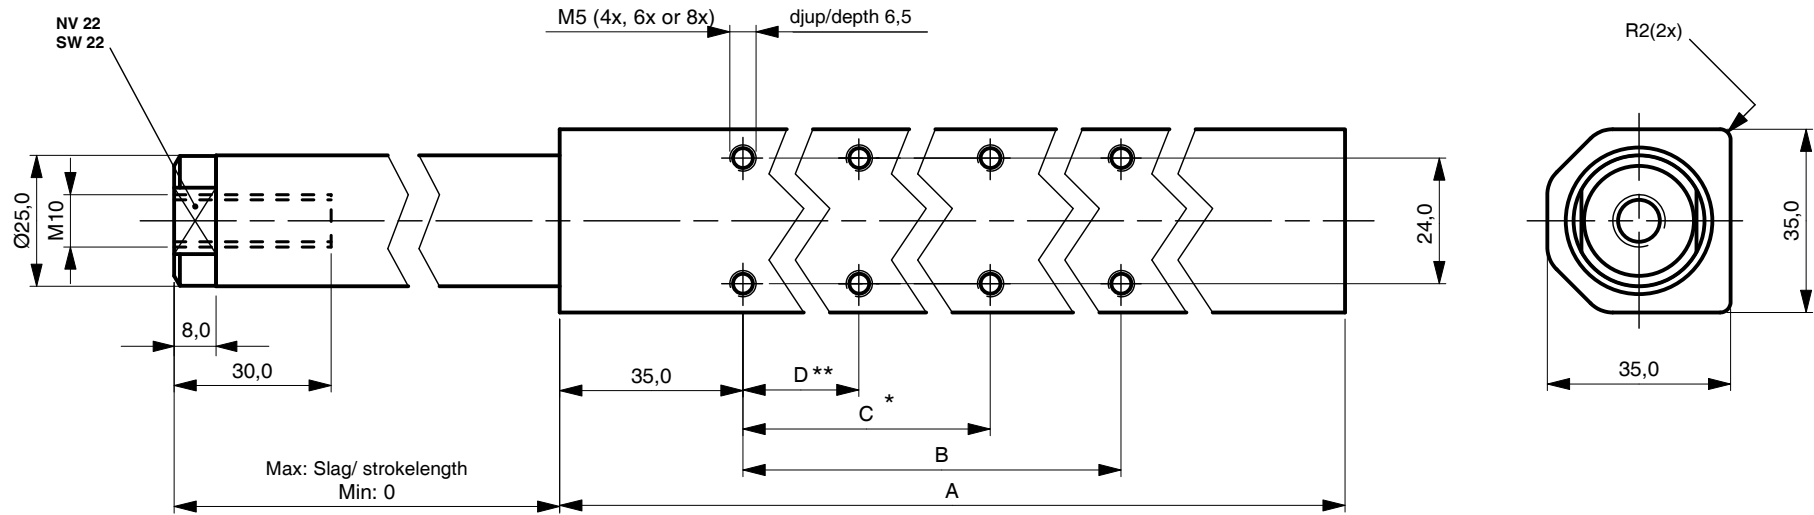 NV 22
SW 22
M5 (4x, 6x or 8x)
djup/depth 6,5
R2(2x)
Ø25,0
M10
24,0
35,0
8,0
30,0
35,0
D **
35,0
C *
B
Max: Slag/ strokelength
Min: 0
A